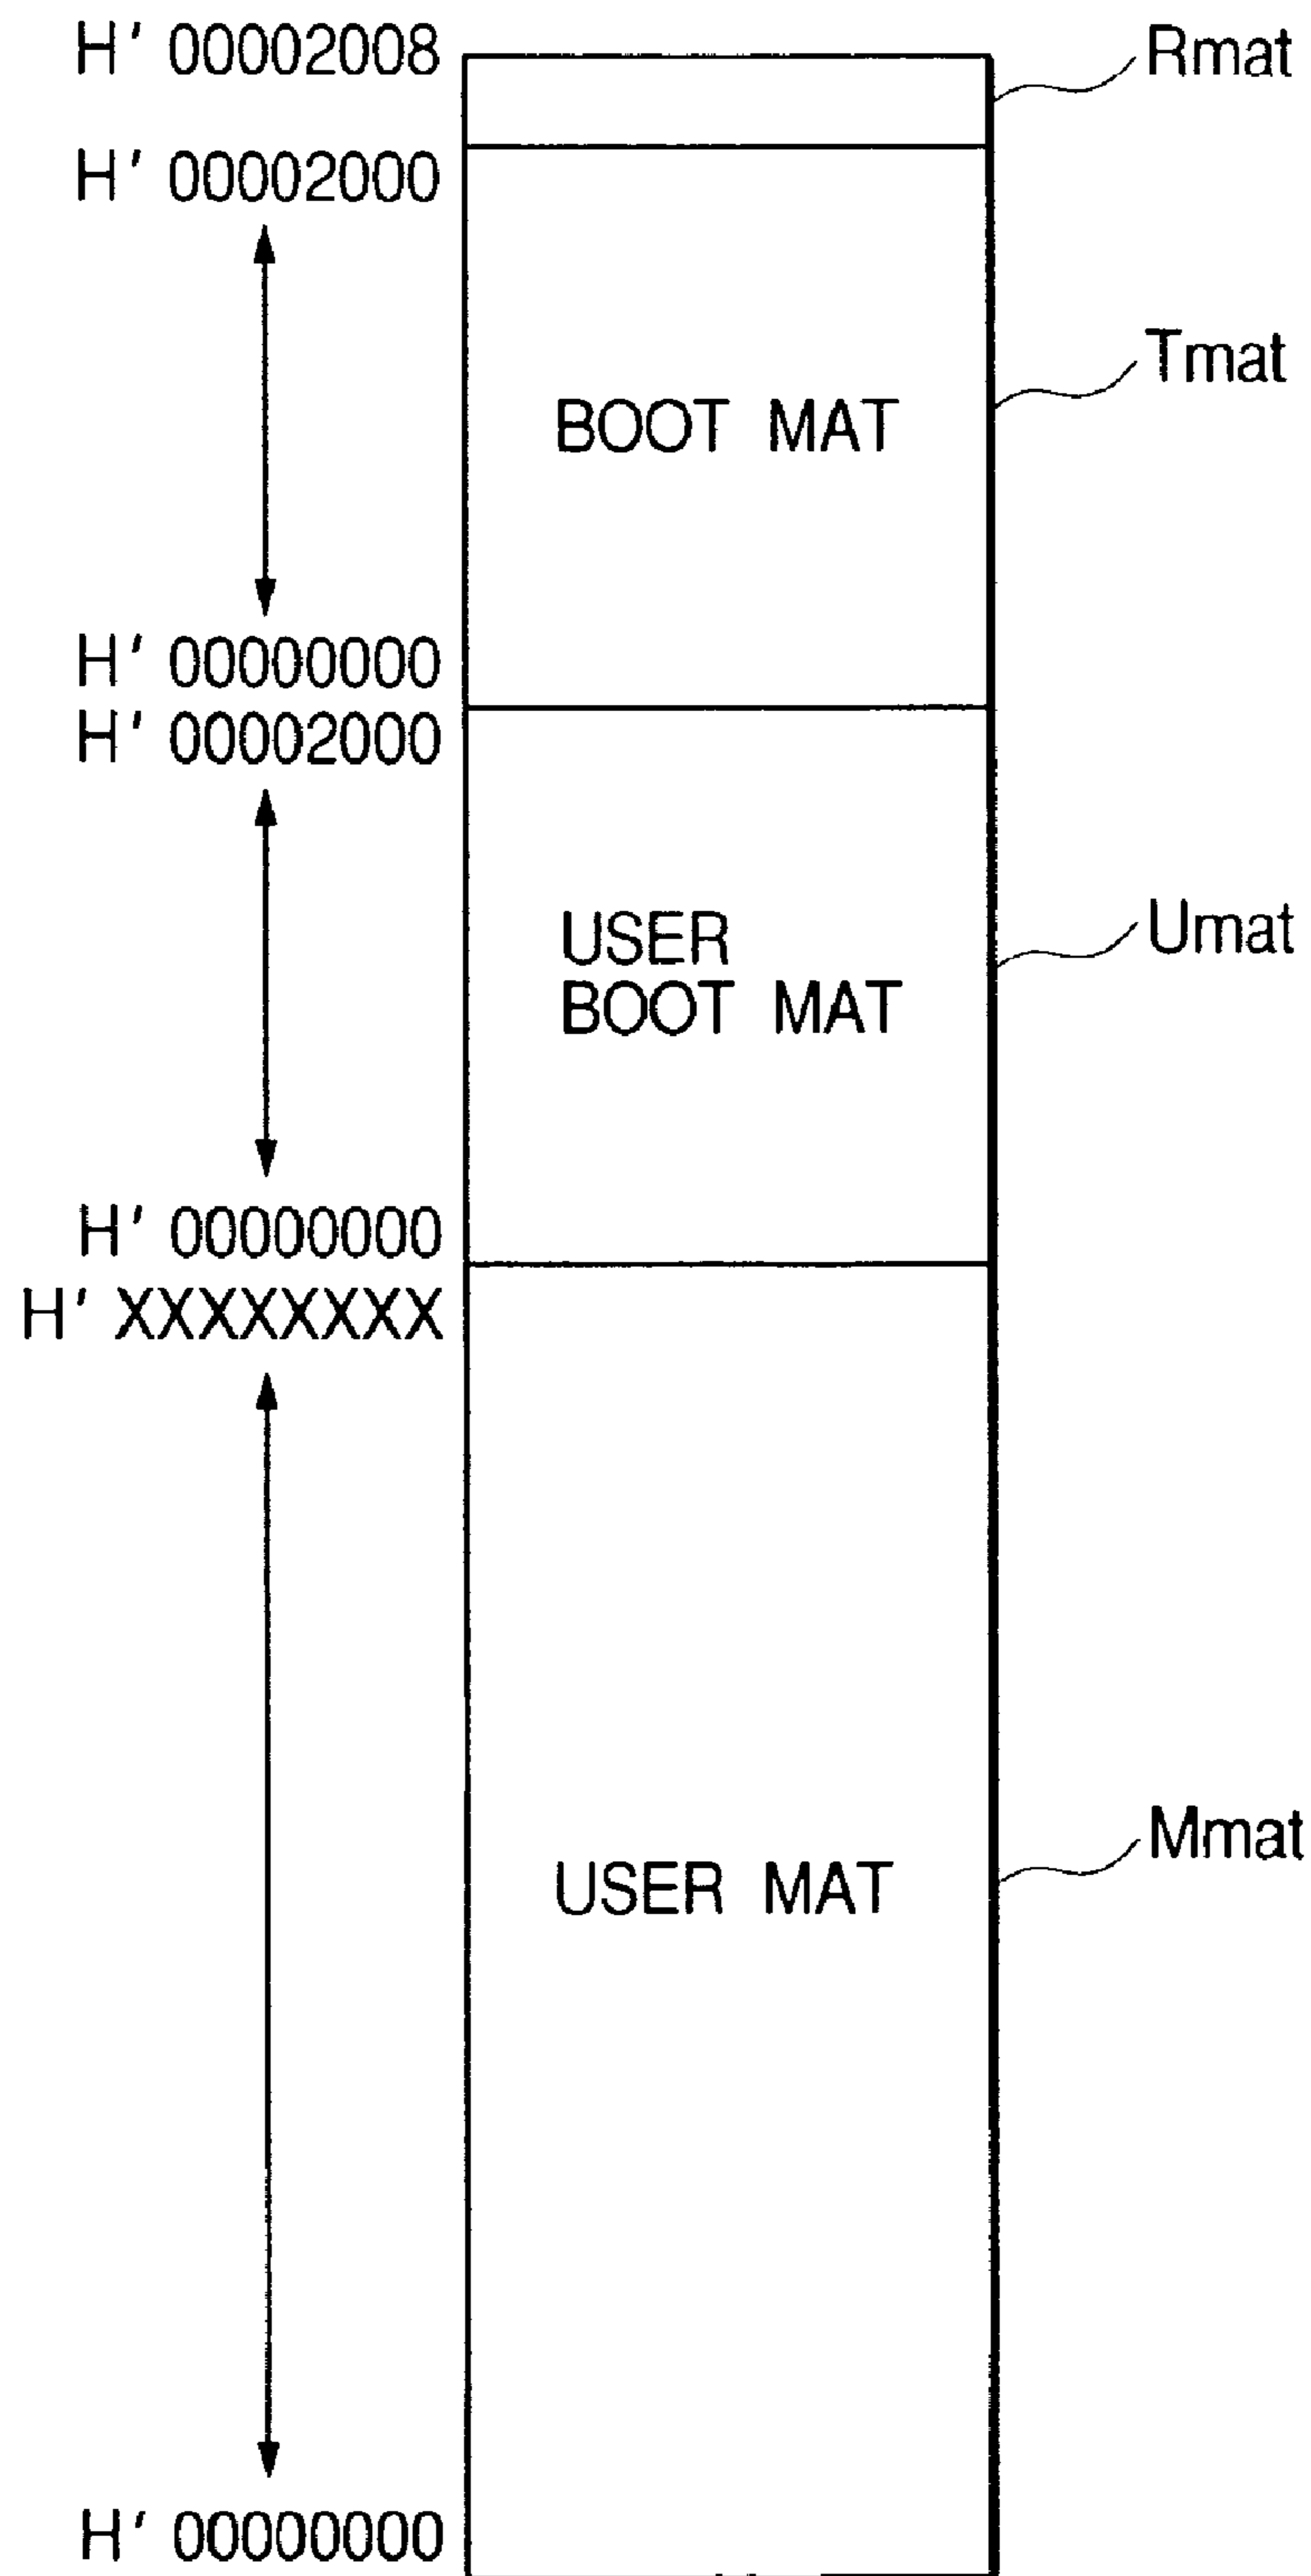 H' 00002008
Rmat
H' 00002000
Tmat
BOOT MAT
H' 00000000
H' 00002000
USER
BOOT MAT
Umat
H' 00000000
H' XXXXXXXX
USER MAT
Mmat
H' 00000000